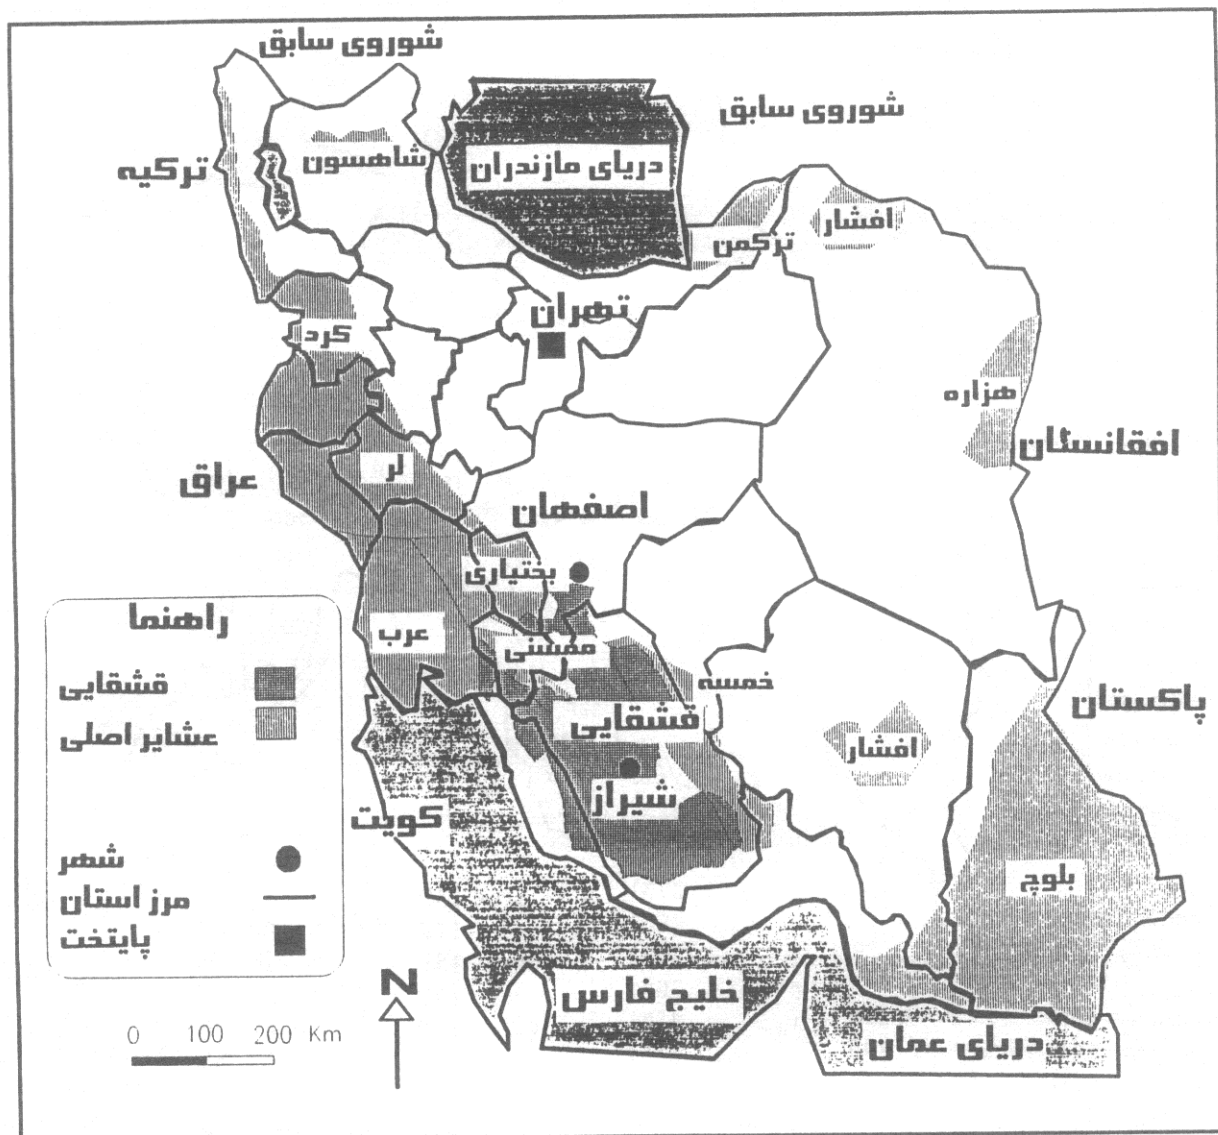 شوروی سابق
شوروی سابق
ترکیه
شاهسون
دریای مازندران
افشار
ترکمن
تهران
کرد
هزاره
افقانستان
لر
عراق
اصفهان
بختیاری
عرب
ممسنی
خمسه
پاکستان
قشقایی
افشار
شیراز
کویت
بلوچ
خلیج فارس
دریای عمان
راهنما
قشقایی
عشایر اصلی
شهر
مرز استان
پایتخت
N
0 100 200 Km